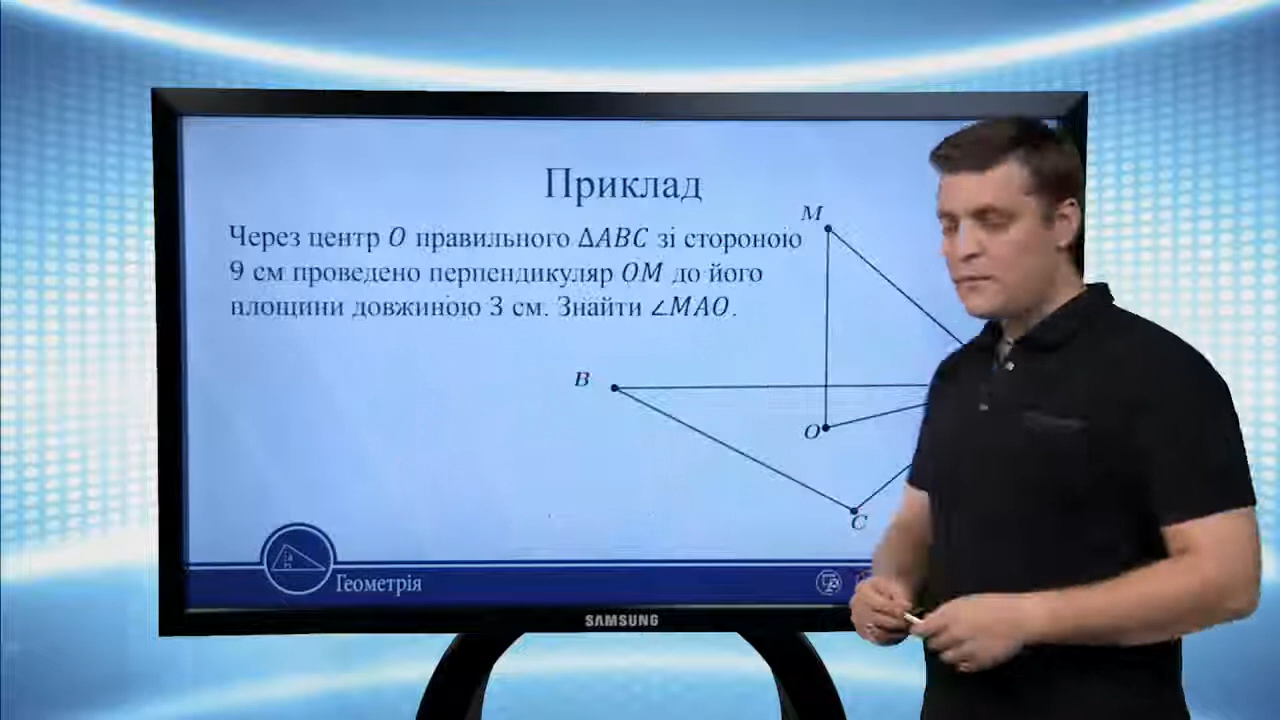 Приклад
Через центр O правильного ΔABC зі стороною
9 см проведено перпендикуляр OM до його
площини довжиною 3 см. Знайти ∠MAO.
M
B
O
C
Геометрія
SAMSUNG